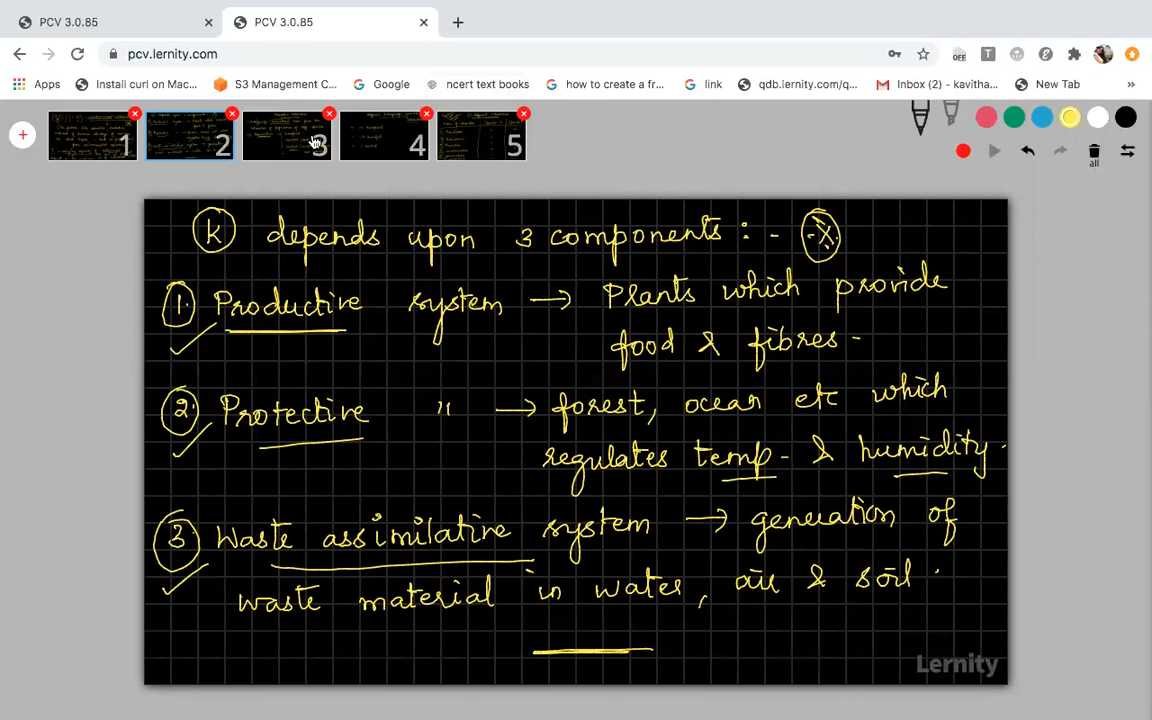 PCV 3.0.85
PCV 3.0.85
pcv.lernity.com
Apps Install curl on Mac... S3 Management C... Google ncert text books how to create a fr... link qdb.lernity.com/q... Inbox (2) - kavitha... New Tab »
1 2 3 4 5
all
K depends upon 3 components : - X
1. Productive system → Plants which provide
food & fibres -
2. Protective " → forest, ocean etc which
regulates temp - & humidity.
3. Waste assimilative system → generation of
waste material in water, air & soil.
Lernity